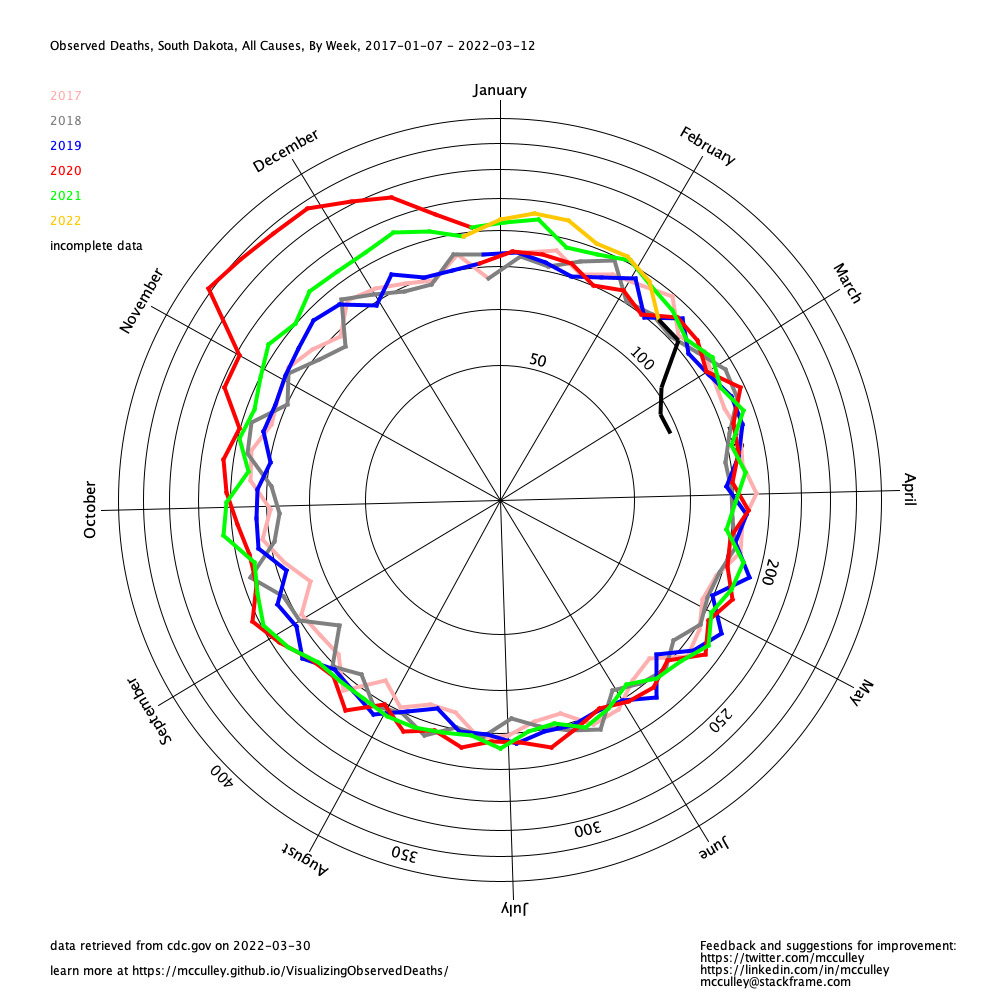 Observed Deaths, South Dakota, All Causes, By Week, 2017-01-07 - 2022-03-12
January
February
March
April
May
June
July
August
September
October
November
December
2017
2018
2019
2020
2021
2022
incomplete data
50
100
200
250
300
350
400
data retrieved from cdc.gov on 2022-03-30
learn more at https://mcculley.github.io/VisualizingObservedDeaths/
Feedback and suggestions for improvement:
https://twitter.com/mcculley
https://linkedin.com/in/mcculley
mcculley@stackframe.com